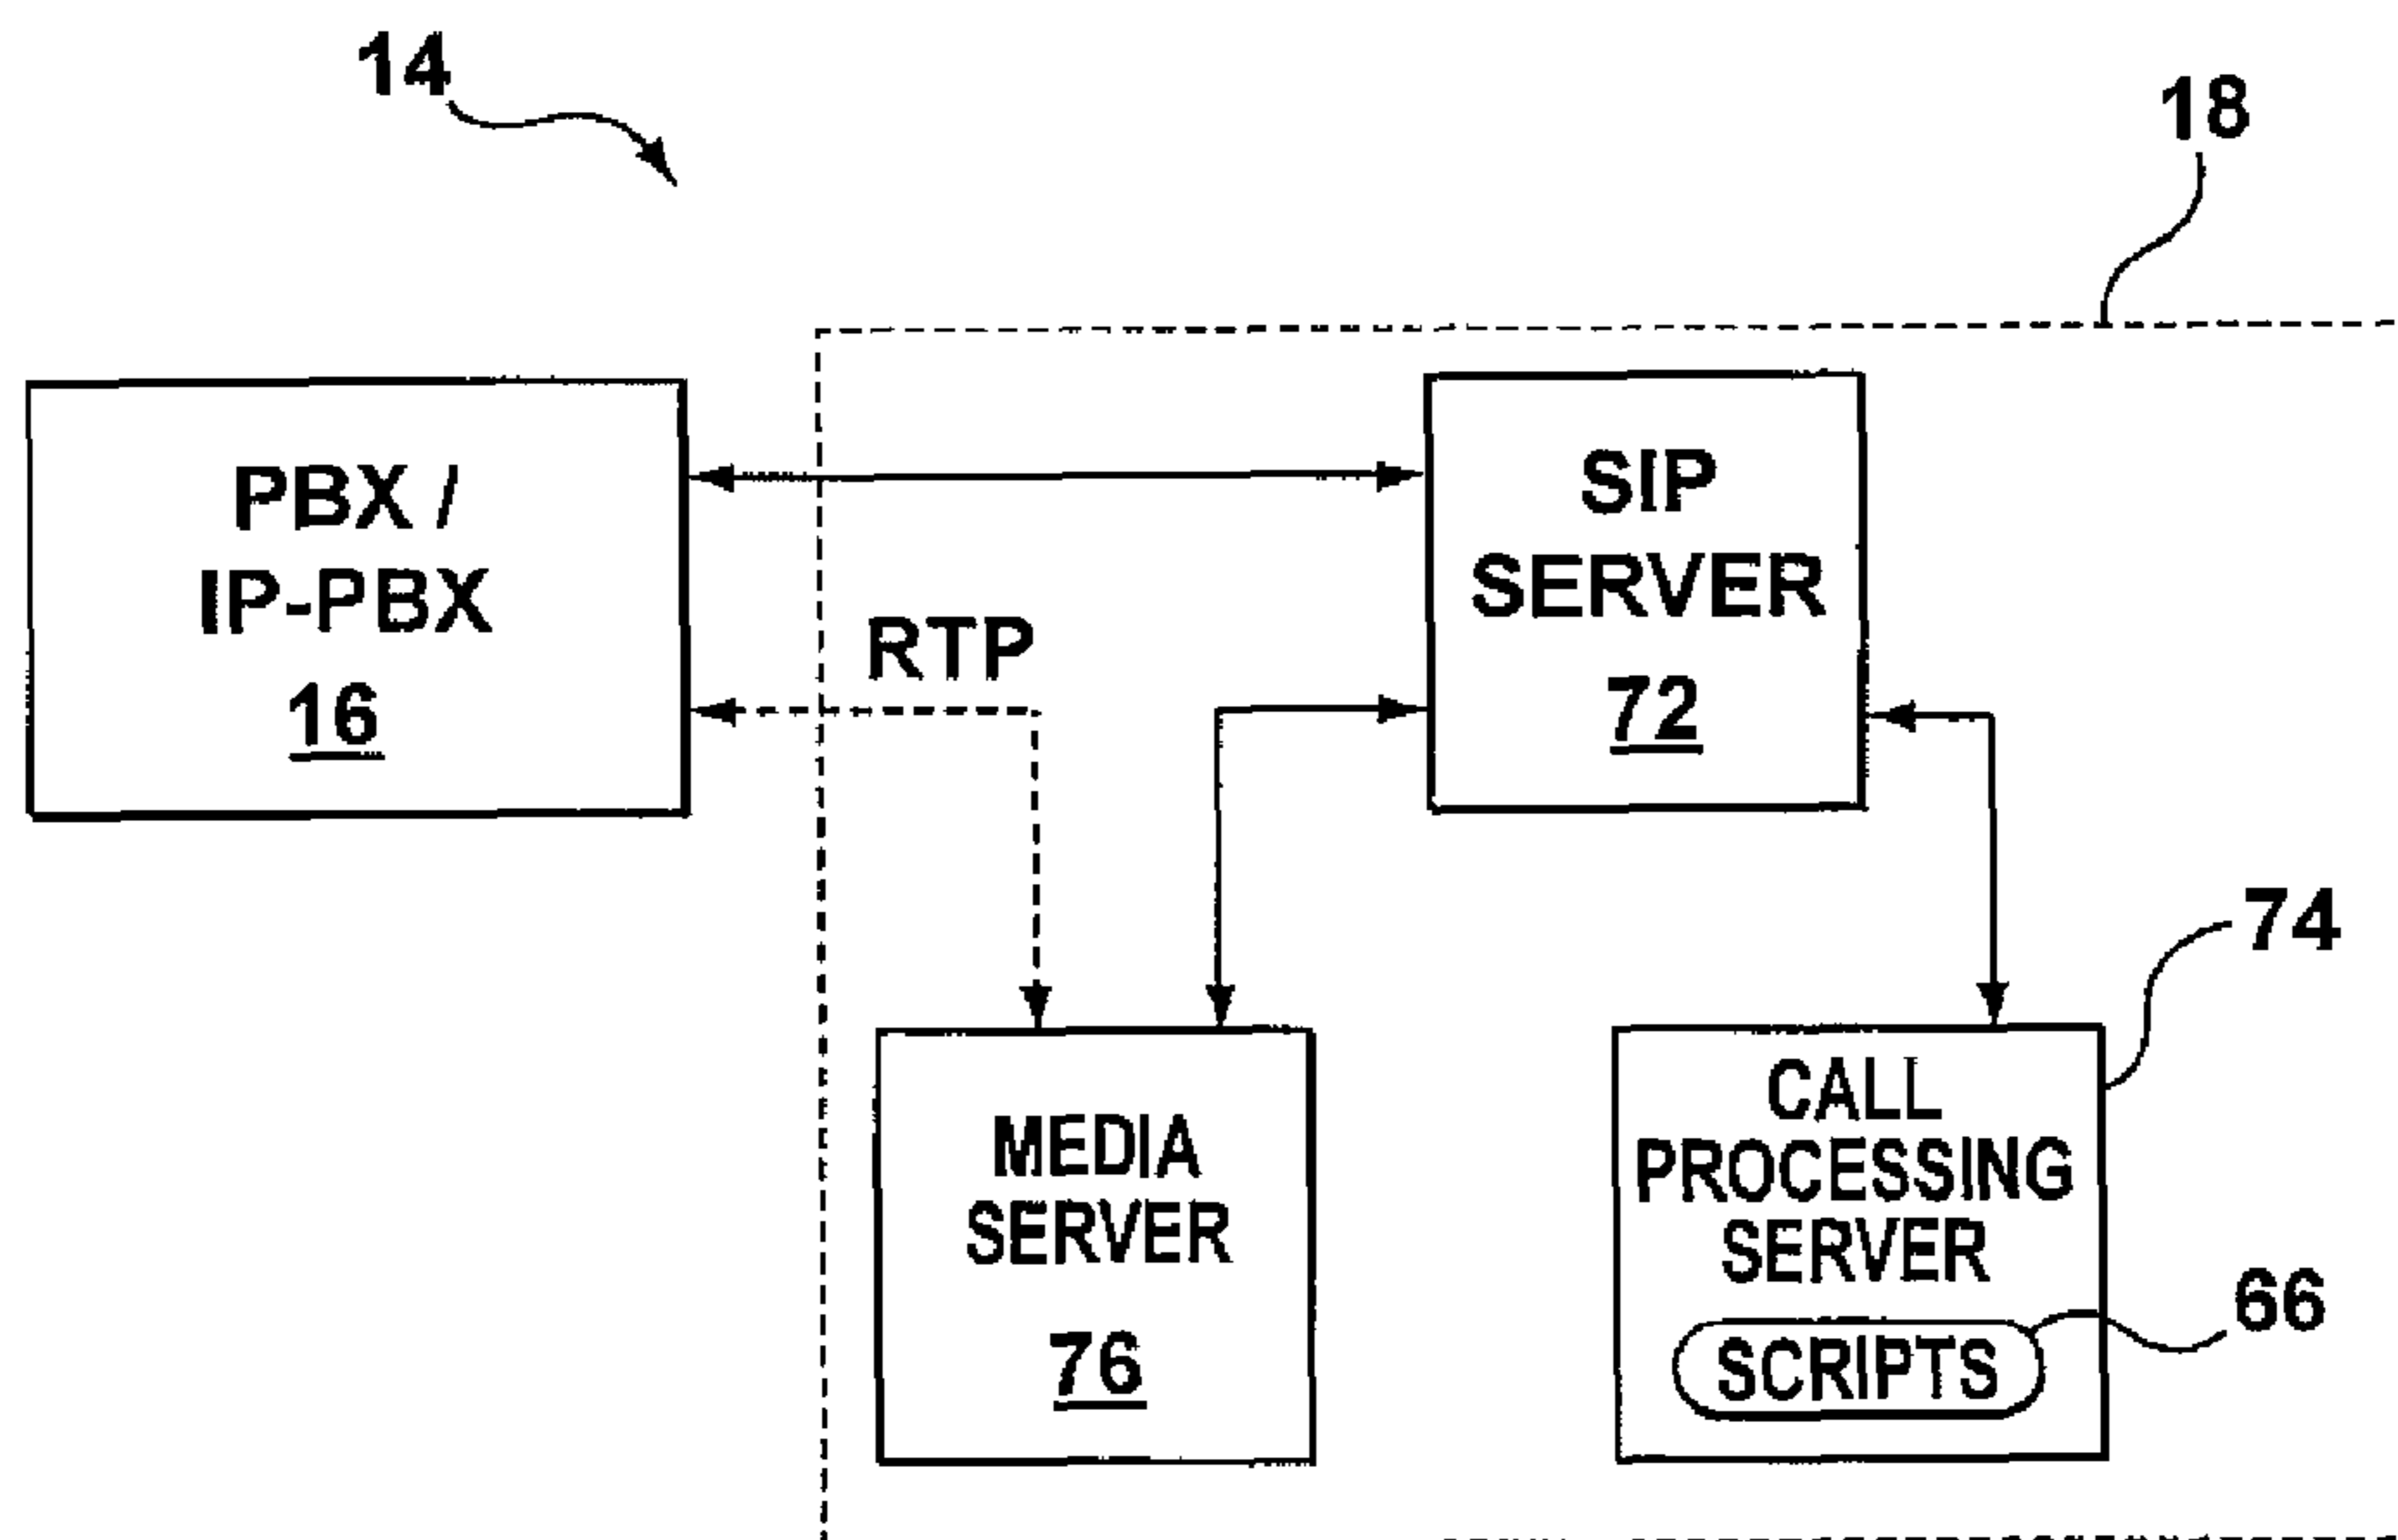 14
18
PBX /
IP-PBX
16
SIP
SERVER
72
RTP
74
MEDIA
SERVER
76
CALL
PROCESSING
SERVER
66
SCRIPTS